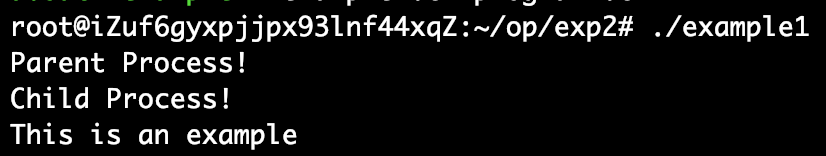 root@iZuf6gyxpjjpx93lnf44xqZ:~/op/exp2# ./example1
Parent Process!
Child Process!
This is an example